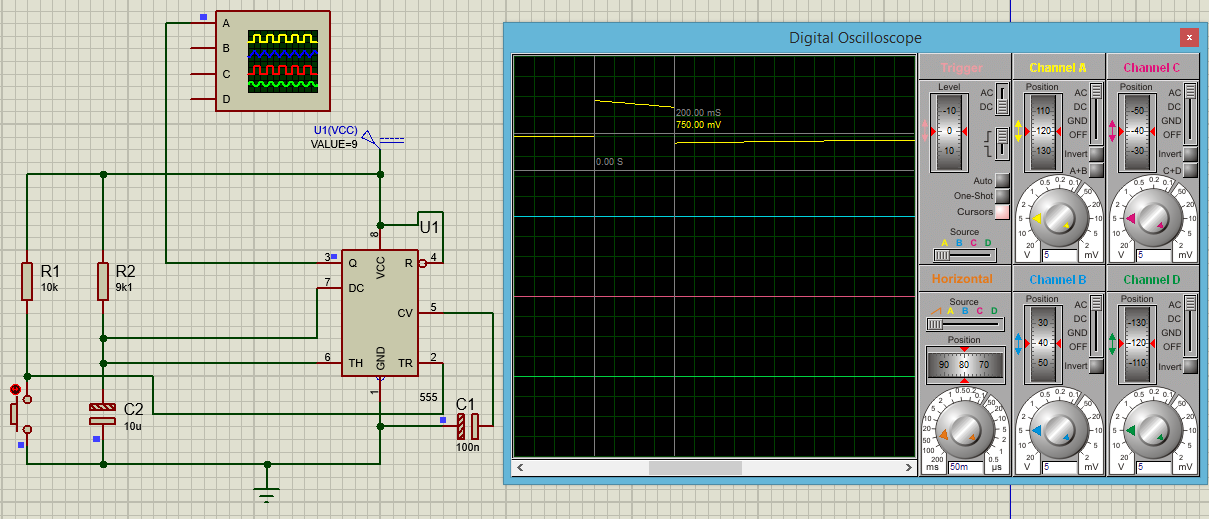 A
B
C
D
U1(VCC)
VALUE=9
R1
10k
R2
9k1
C2
10u
U1
8
3
Q
VCC
R
4
7
DC
CV
5
6
TH
GND
TR
2
1
555
C1
100n
Digital Oscilloscope
x
200.00 mS
750.00 mV
0.00 S
Trigger
Level
AC
DC
-10
0
10
Auto
One-Shot
Cursors
Source
A B C D
Channel A
Position
AC
DC
GND
OFF
110
120
130
Invert
A+B
V
5
mV
Channel C
Position
AC
DC
GND
OFF
-50
-40
-30
Invert
C+D
V
5
mV
Horizontal
Source
A B C D
Position
90 80 70
ms
50m
µs
Channel B
Position
AC
DC
GND
OFF
30
40
50
Invert
V
5
mV
Channel D
Position
AC
DC
GND
OFF
-130
-120
-110
Invert
V
5
mV